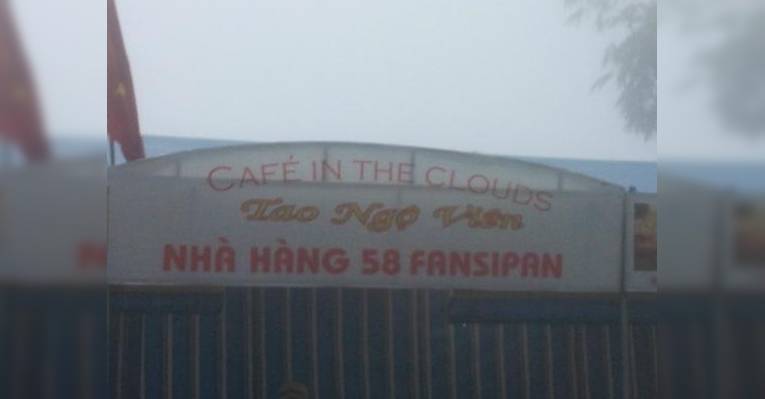 CAFÉ IN THE CLOUDS
Tao Ngộ Viên
NHÀ HÀNG 58 FANSIPAN